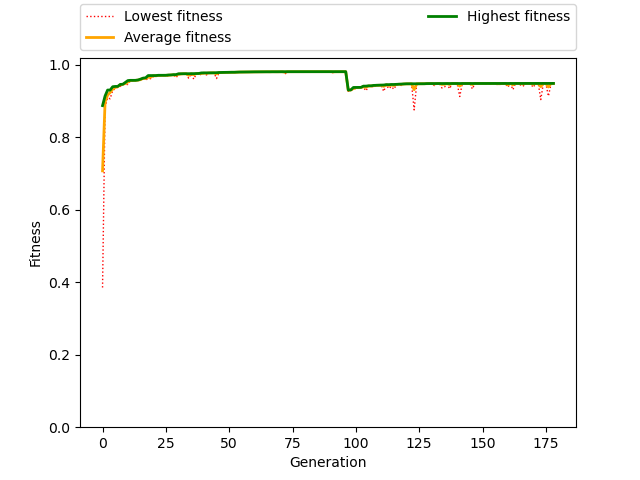 Lowest fitness
Average fitness
Highest fitness
1.0
0.8
0.6
0.4
0.2
0.0
Fitness
0 25 50 75 100 125 150 175
Generation